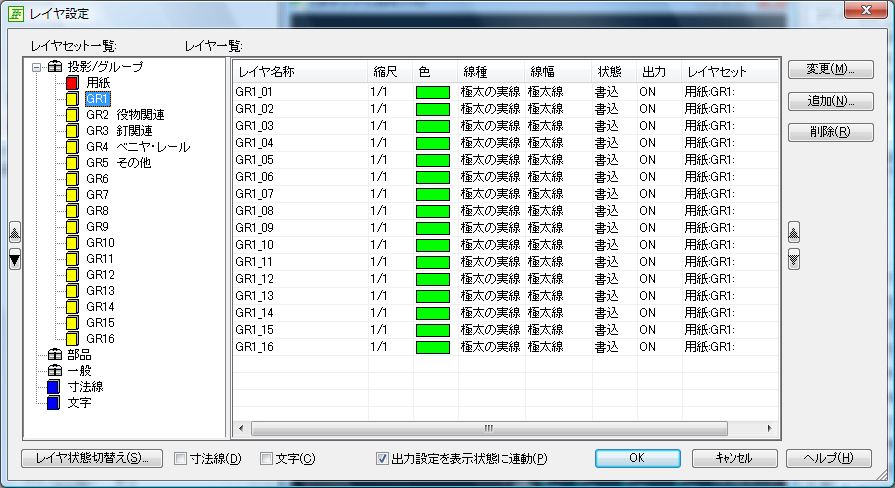 レイヤ設定
レイヤセット一覧:
レイヤー覧:
投影/グループ
用紙
GR1
GR2 役物関連
GR3 釘関連
GR4 ベニヤ・レール
GR5 その他
GR6
GR7
GR8
GR9
GR10
GR11
GR12
GR13
GR14
GR15
GR16
部品
一般
寸法線
文字
レイヤ名称 縮尺 色 線種 線幅 状態 出力 レイヤセット
GR1_01 1/1 極太の実線 極太線 書込 ON 用紙:GR1:
GR1_02 1/1 極太の実線 極太線 書込 ON 用紙:GR1:
GR1_03 1/1 極太の実線 極太線 書込 ON 用紙:GR1:
GR1_04 1/1 極太の実線 極太線 書込 ON 用紙:GR1:
GR1_05 1/1 極太の実線 極太線 書込 ON 用紙:GR1:
GR1_06 1/1 極太の実線 極太線 書込 ON 用紙:GR1:
GR1_07 1/1 極太の実線 極太線 書込 ON 用紙:GR1:
GR1_08 1/1 極太の実線 極太線 書込 ON 用紙:GR1:
GR1_09 1/1 極太の実線 極太線 書込 ON 用紙:GR1:
GR1_10 1/1 極太の実線 極太線 書込 ON 用紙:GR1:
GR1_11 1/1 極太の実線 極太線 書込 ON 用紙:GR1:
GR1_12 1/1 極太の実線 極太線 書込 ON 用紙:GR1:
GR1_13 1/1 極太の実線 極太線 書込 ON 用紙:GR1:
GR1_14 1/1 極太の実線 極太線 書込 ON 用紙:GR1:
GR1_15 1/1 極太の実線 極太線 書込 ON 用紙:GR1:
GR1_16 1/1 極太の実線 極太線 書込 ON 用紙:GR1:
変更(M)...
追加(N)...
削除(R)
レイヤ状態切替え(S)...
寸法線(D)
文字(C)
出力設定を表示状態に連動(P)
OK
キャンセル
ヘルプ(H)